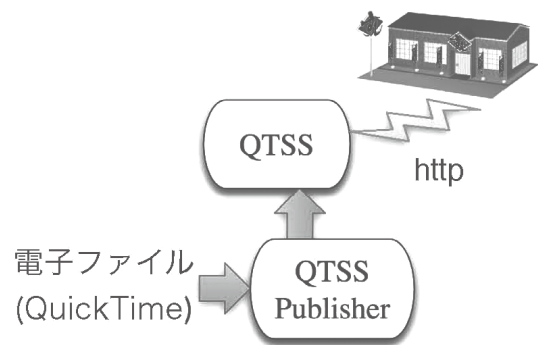 QTSS
http
電子ファイル
(QuickTime)
QTSS
Publisher